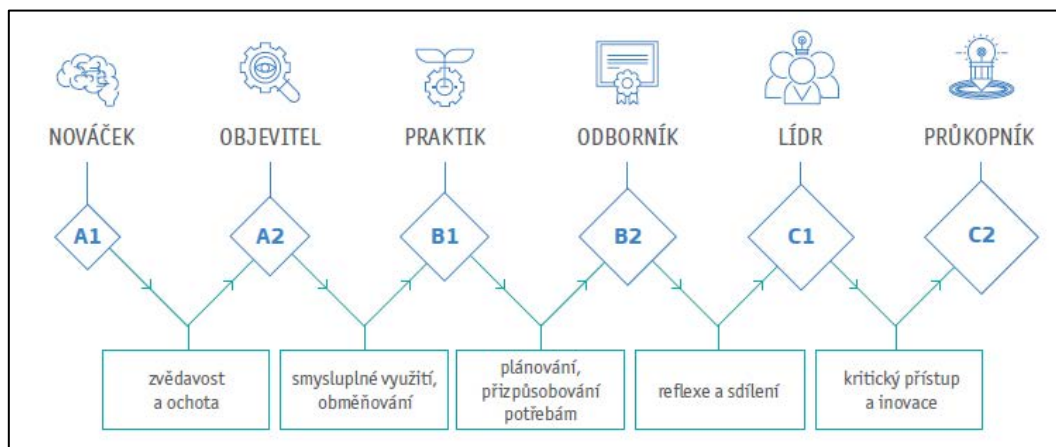 NOVÁČEK
OBJEVITEL
PRAKTIK
ODBORNÍK
LÍDR
PRŮKOPNÍK
A1
A2
B1
B2
C1
C2
zvědavost
a ochota
smysluplné využití,
obměňování
plánování,
přizpůsobování
potřebám
reflexe a sdílení
kritický přístup
a inovace